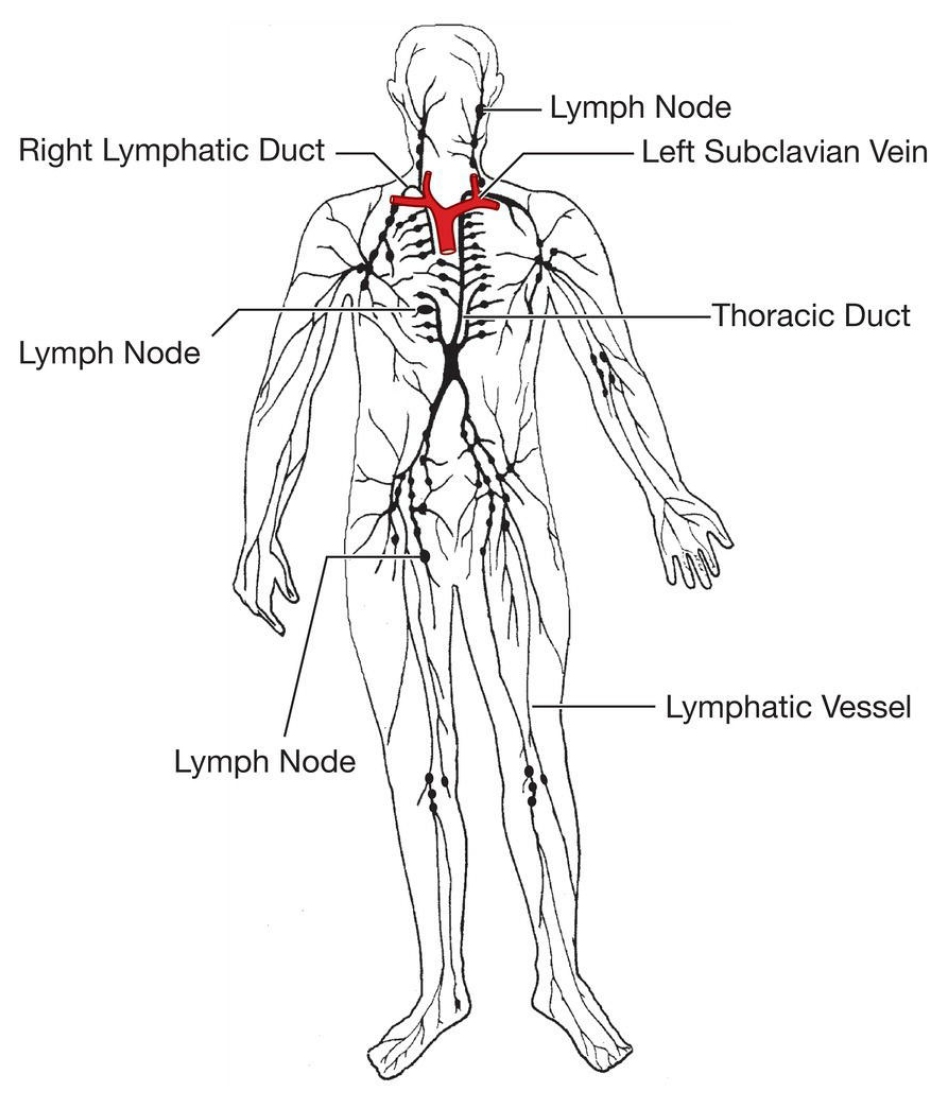 Lymph Node
Right Lymphatic Duct
Left Subclavian Vein
Thoracic Duct
Lymph Node
Lymphatic Vessel
Lymph Node